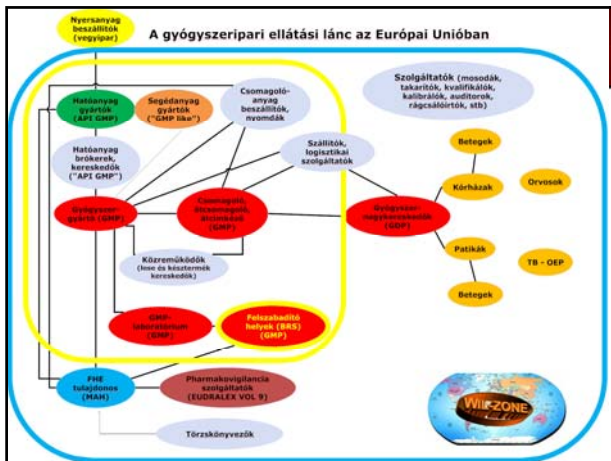 Nyersanyag
beszállítók
(vegyipar)
A gyógyszeripari ellátási lánc az Európai Unióban
Hatóanyag
gyártók
(API GMP)
Segédanyag
gyártók
("GMP like")
Csomagoló-
anyag
beszállítók,
nyomdák
Szolgáltatók (mosodák,
takarítók, kvalifikálók,
kalibrálók, auditorok,
rágcsálóirtók, stb)
Hatóanyag
brókerek,
kereskedők
("API GMP")
Szállítók,
logisztikai
szolgáltatók
Betegek
Kórházak
Orvosok
Gyógyszer-
gyártó (GMP)
Csomagoló,
átcímkéző
(GMP)
Gyógyszer-
nagykereskedők
(GDP)
Patikák
TB - OEP
Betegek
Közreműködők
(lose és késztermék
kereskedők)
GMP-
laboratórium
(GMP)
Felszabadító
helyek (BRS)
(GMP)
FHE
tulajdonos
(MAH)
Pharmakovigilancia
szolgáltatók
(EUDRALEX VOL 9)
Törzskönyvezők